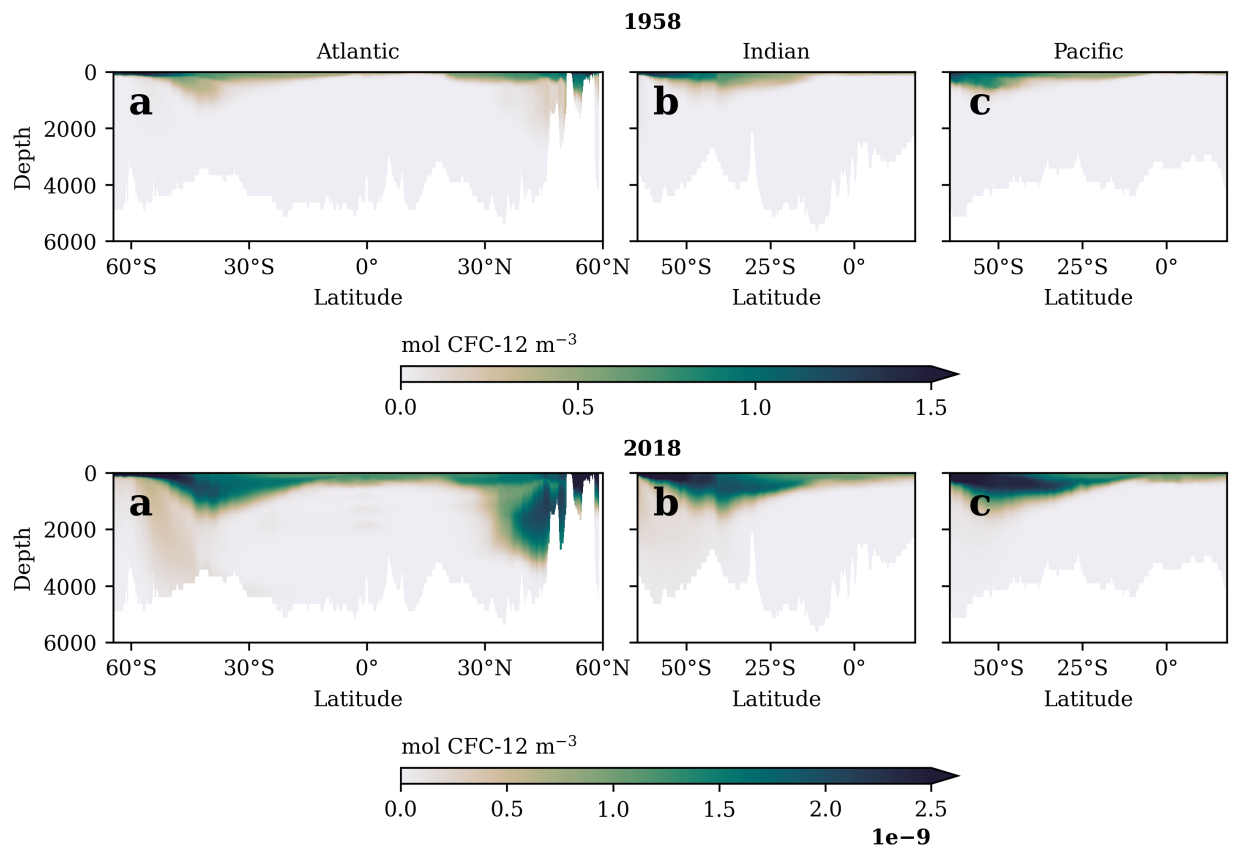 1958
Atlantic Indian Pacific
a b c
0
2000
4000
6000
Depth
60°S 30°S 0° 30°N 60°N 50°S 25°S 0° 50°S 25°S 0°
Latitude Latitude Latitude
mol CFC-12 m⁻³
0.0 0.5 1.0 1.5
2018
a b c
0
2000
4000
6000
Depth
60°S 30°S 0° 30°N 60°N 50°S 25°S 0° 50°S 25°S 0°
Latitude Latitude Latitude
mol CFC-12 m⁻³
0.0 0.5 1.0 1.5 2.0 2.5
1e−9